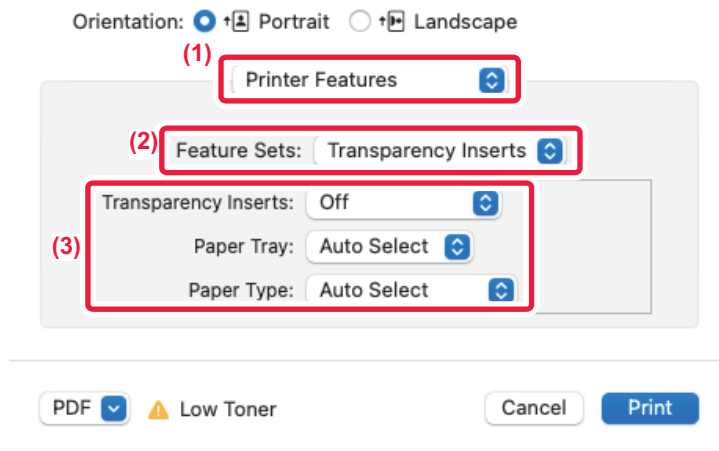 Orientation: Portrait Landscape
(1)
Printer Features
(2)
Feature Sets: Transparency Inserts
Transparency Inserts: Off
(3)
Paper Tray: Auto Select
Paper Type: Auto Select
PDF Low Toner Cancel Print